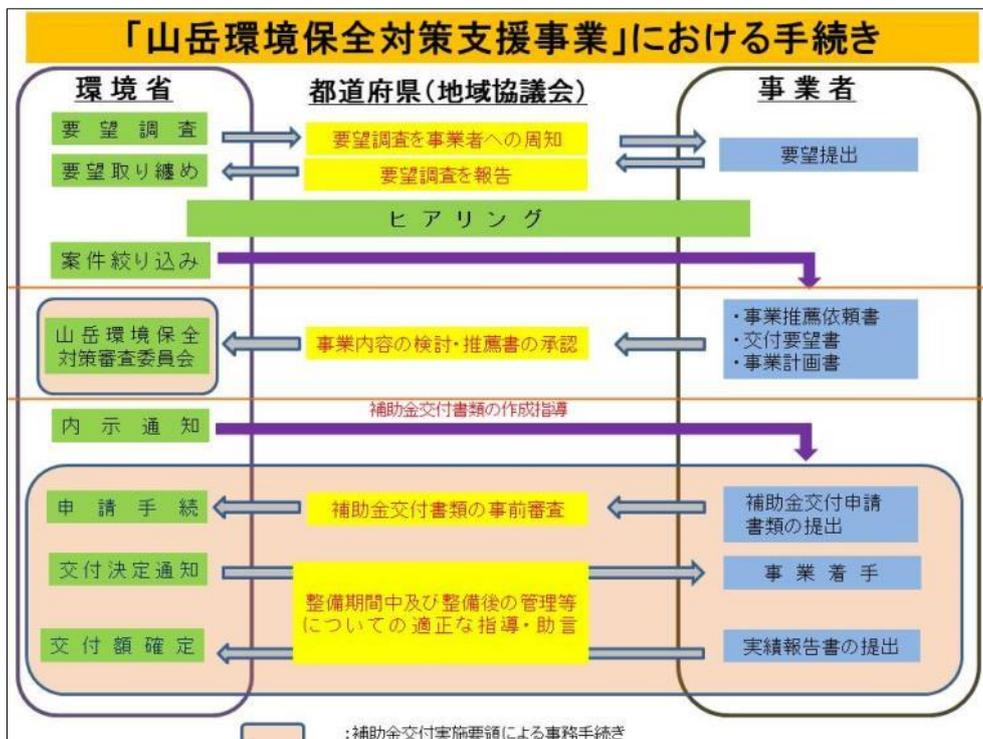 「山岳環境保全対策支援事業」における手続き
環境省
都道府県(地域協議会)
事業者
要望調査
要望調査を事業者への周知
要望提出
要望取り纏め
要望調査を報告
ヒアリング
案件絞り込み
山岳環境保全
対策審査委員会
事業内容の検討・推薦書の承認
・事業推薦依頼書
・交付要望書
・事業計画書
内示通知
補助金交付書類の作成指導
申請手続
補助金交付書類の事前審査
補助金交付申請
書類の提出
交付決定通知
整備期間中及び整備後の管理等
についての適正な指導・助言
事業着手
交付額確定
実績報告書の提出
:補助金交付実施要領による事務手続き